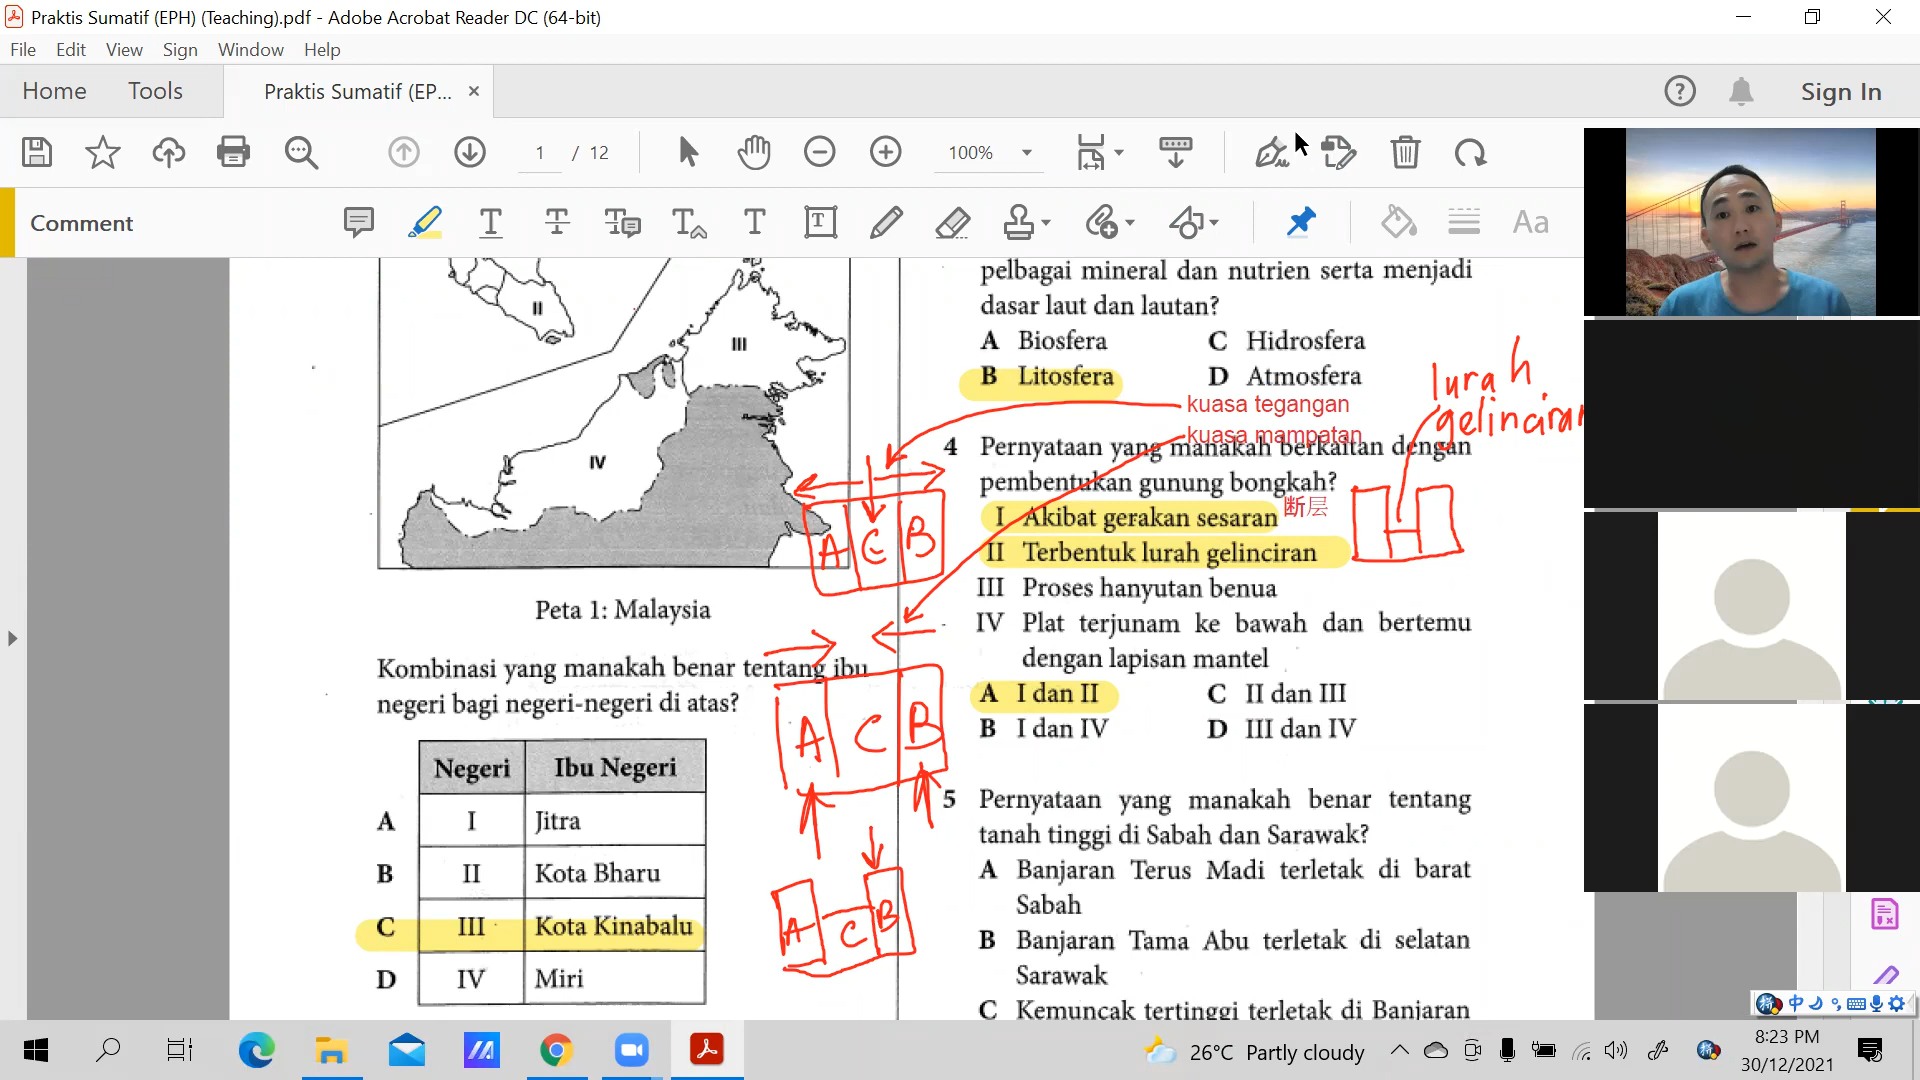 Praktis Sumatif (EPH) (Teaching).pdf - Adobe Acrobat Reader DC (64-bit)
File Edit View Sign Window Help
Home Tools Praktis Sumatif (EP... × ? Sign In
1 / 12 100%
Comment Aa
II
III
IV
Peta 1: Malaysia
Kombinasi yang manakah benar tentang ibu
negeri bagi negeri-negeri di atas?
Negeri Ibu Negeri
A I Jitra
B II Kota Bharu
C III Kota Kinabalu
D IV Miri
A C B
A C B
A C B
pelbagai mineral dan nutrien serta menjadi
dasar laut dan lautan?
A Biosfera C Hidrosfera
B Litosfera D Atmosfera
kuasa tegangan
kuasa mampatan
lurah
gelinciran
4 Pernyataan yang manakah berkaitan dengan
pembentukan gunung bongkah?
I Akibat gerakan sesaran 断层
II Terbentuk lurah gelinciran
III Proses hanyutan benua
IV Plat terjunam ke bawah dan bertemu
dengan lapisan mantel
A I dan II C II dan III
B I dan IV D III dan IV
5 Pernyataan yang manakah benar tentang
tanah tinggi di Sabah dan Sarawak?
A Banjaran Terus Madi terletak di barat
Sabah
B Banjaran Tama Abu terletak di selatan
Sarawak
C Kemuncak tertinggi terletak di Banjaran
拼 中
26°C Partly cloudy
拼
8:23 PM
30/12/2021